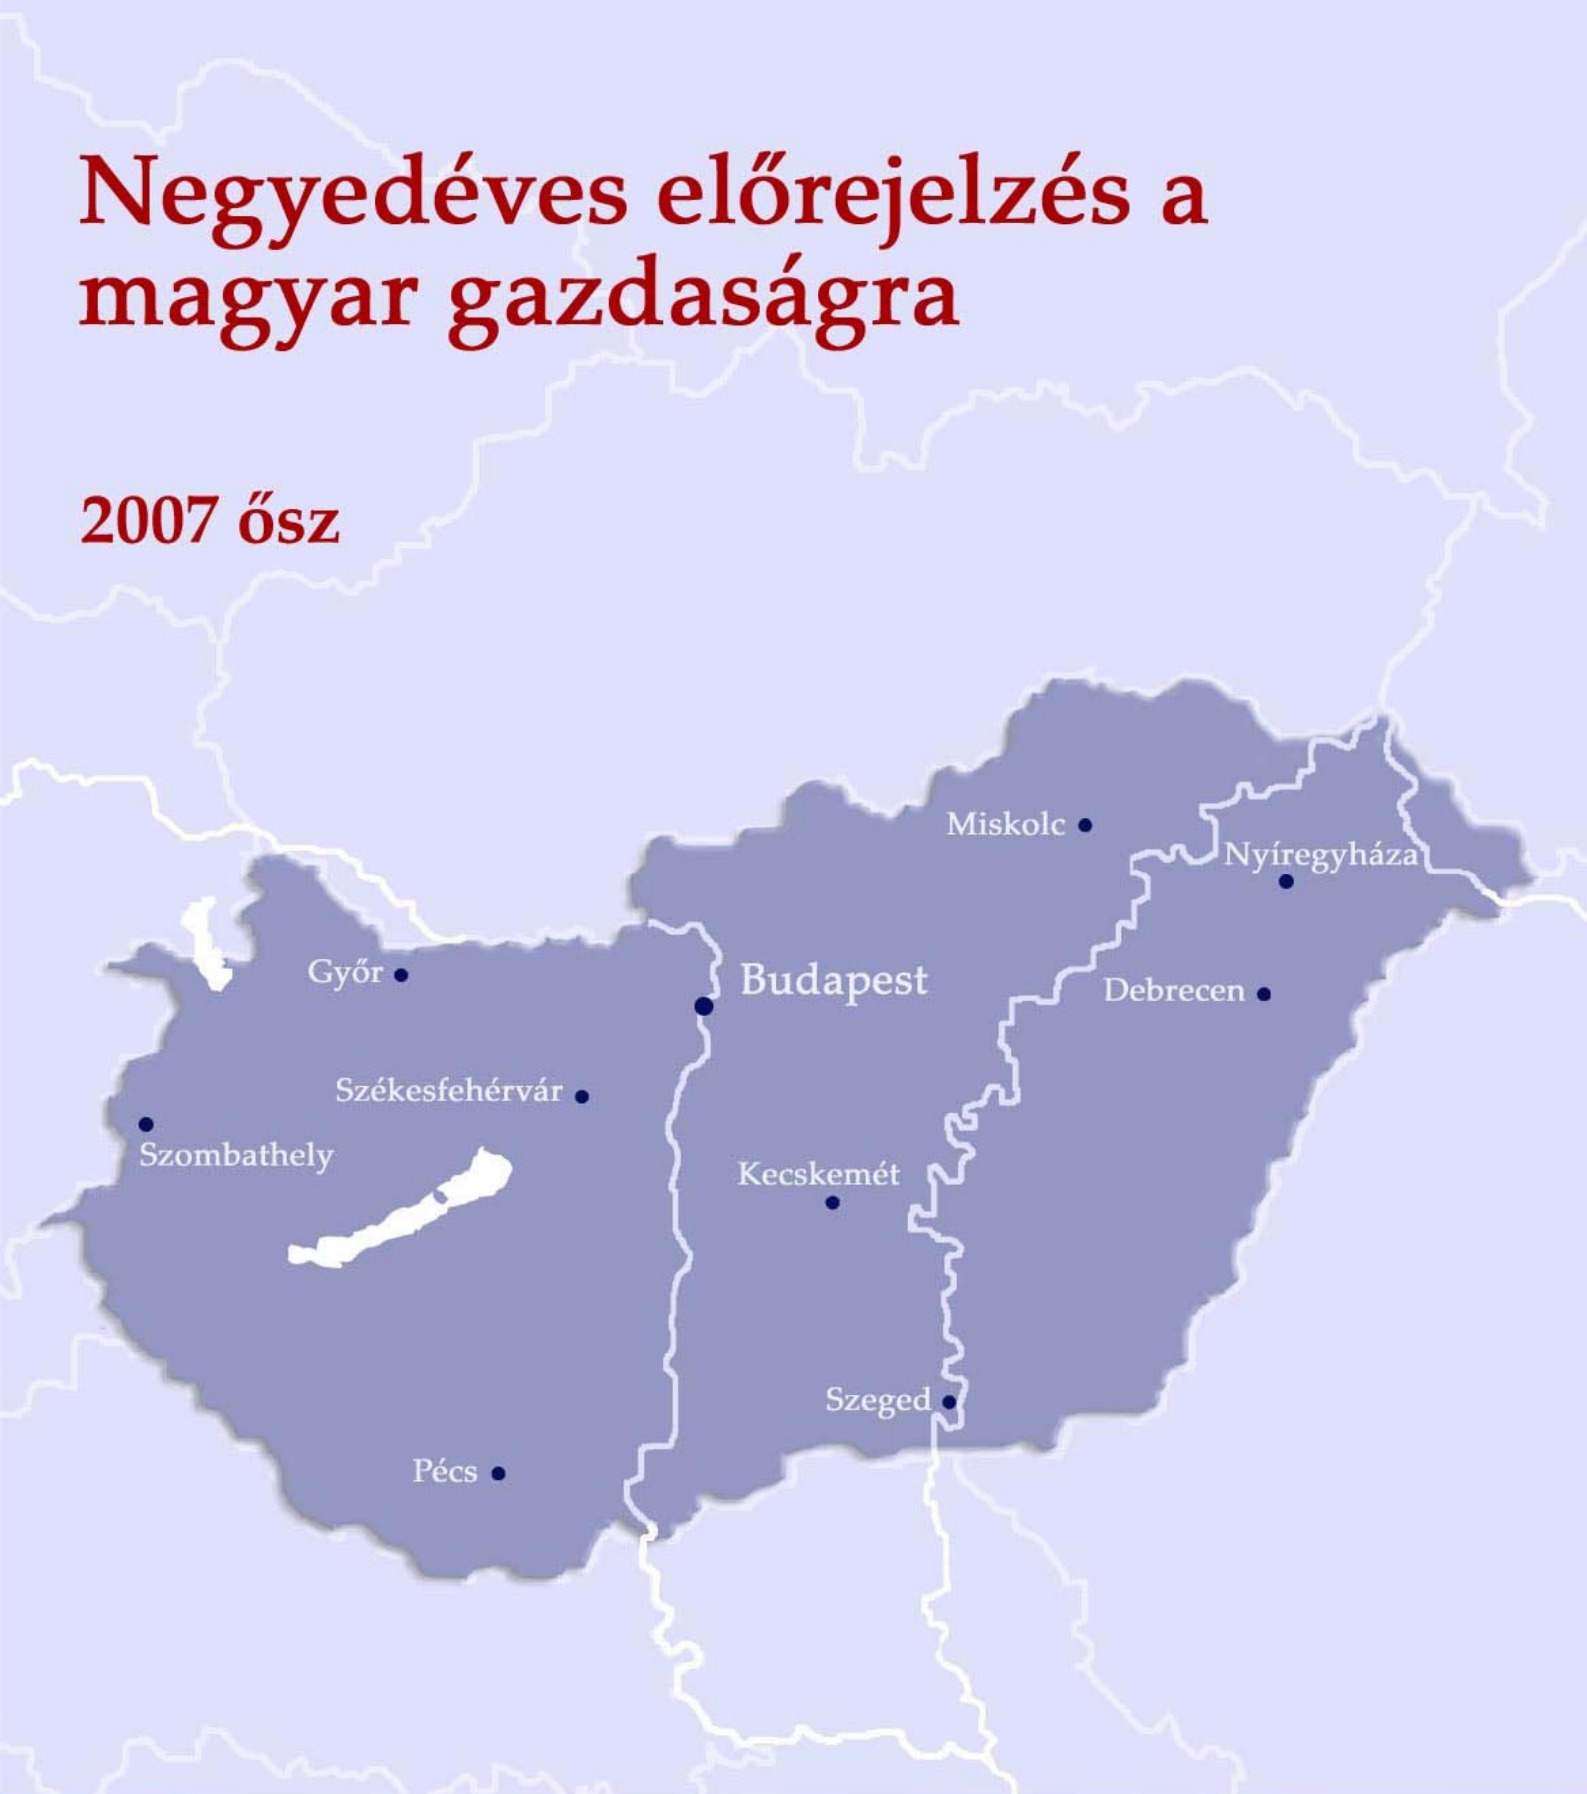 Negyedéves előrejelzés a
magyar gazdaságra
2007 ősz
Miskolc
Nyíregyháza
Győr
Budapest
Debrecen
Székesfehérvár
Szombathely
Kecskemét
Szeged
Pécs